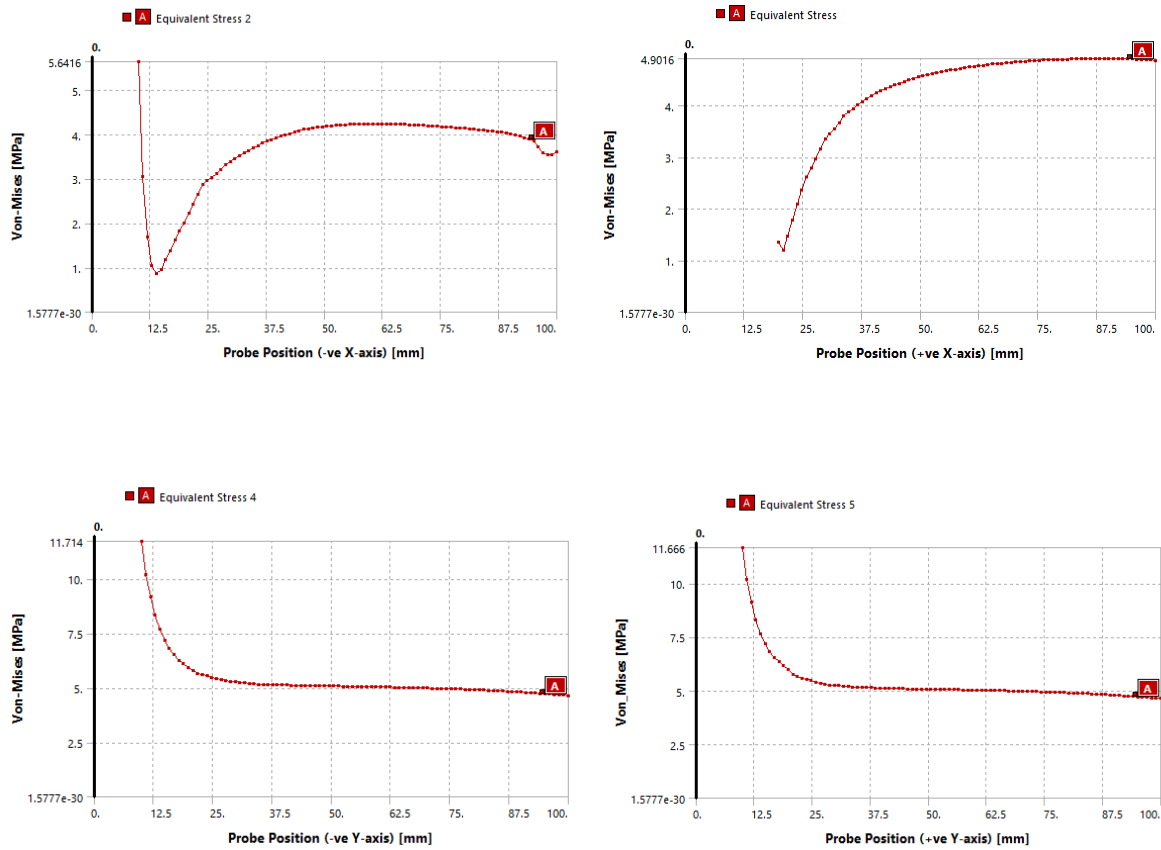 A Equivalent Stress 2
0.
5.6416
5.
4.
3.
2.
1.
1.5777e-30
0. 12.5 25. 37.5 50. 62.5 75. 87.5 100.
A
Von-Mises [MPa]
Probe Position (-ve X-axis) [mm]
A Equivalent Stress
0.
4.9016
4.
3.
2.
1.
1.5777e-30
0. 12.5 25. 37.5 50. 62.5 75. 87.5 100.
A
Von-Mises [MPa]
Probe Position (+ve X-axis) [mm]
A Equivalent Stress 4
0.
11.714
10.
7.5
5.
2.5
1.5777e-30
0. 12.5 25. 37.5 50. 62.5 75. 87.5 100.
A
Von-Mises [MPa]
Probe Position (-ve Y-axis) [mm]
A Equivalent Stress 5
0.
11.666
10.
7.5
5.
2.5
1.5777e-30
0. 12.5 25. 37.5 50. 62.5 75. 87.5 100.
A
Von_Mises [MPa]
Probe Position (+ve Y-axis) [mm]